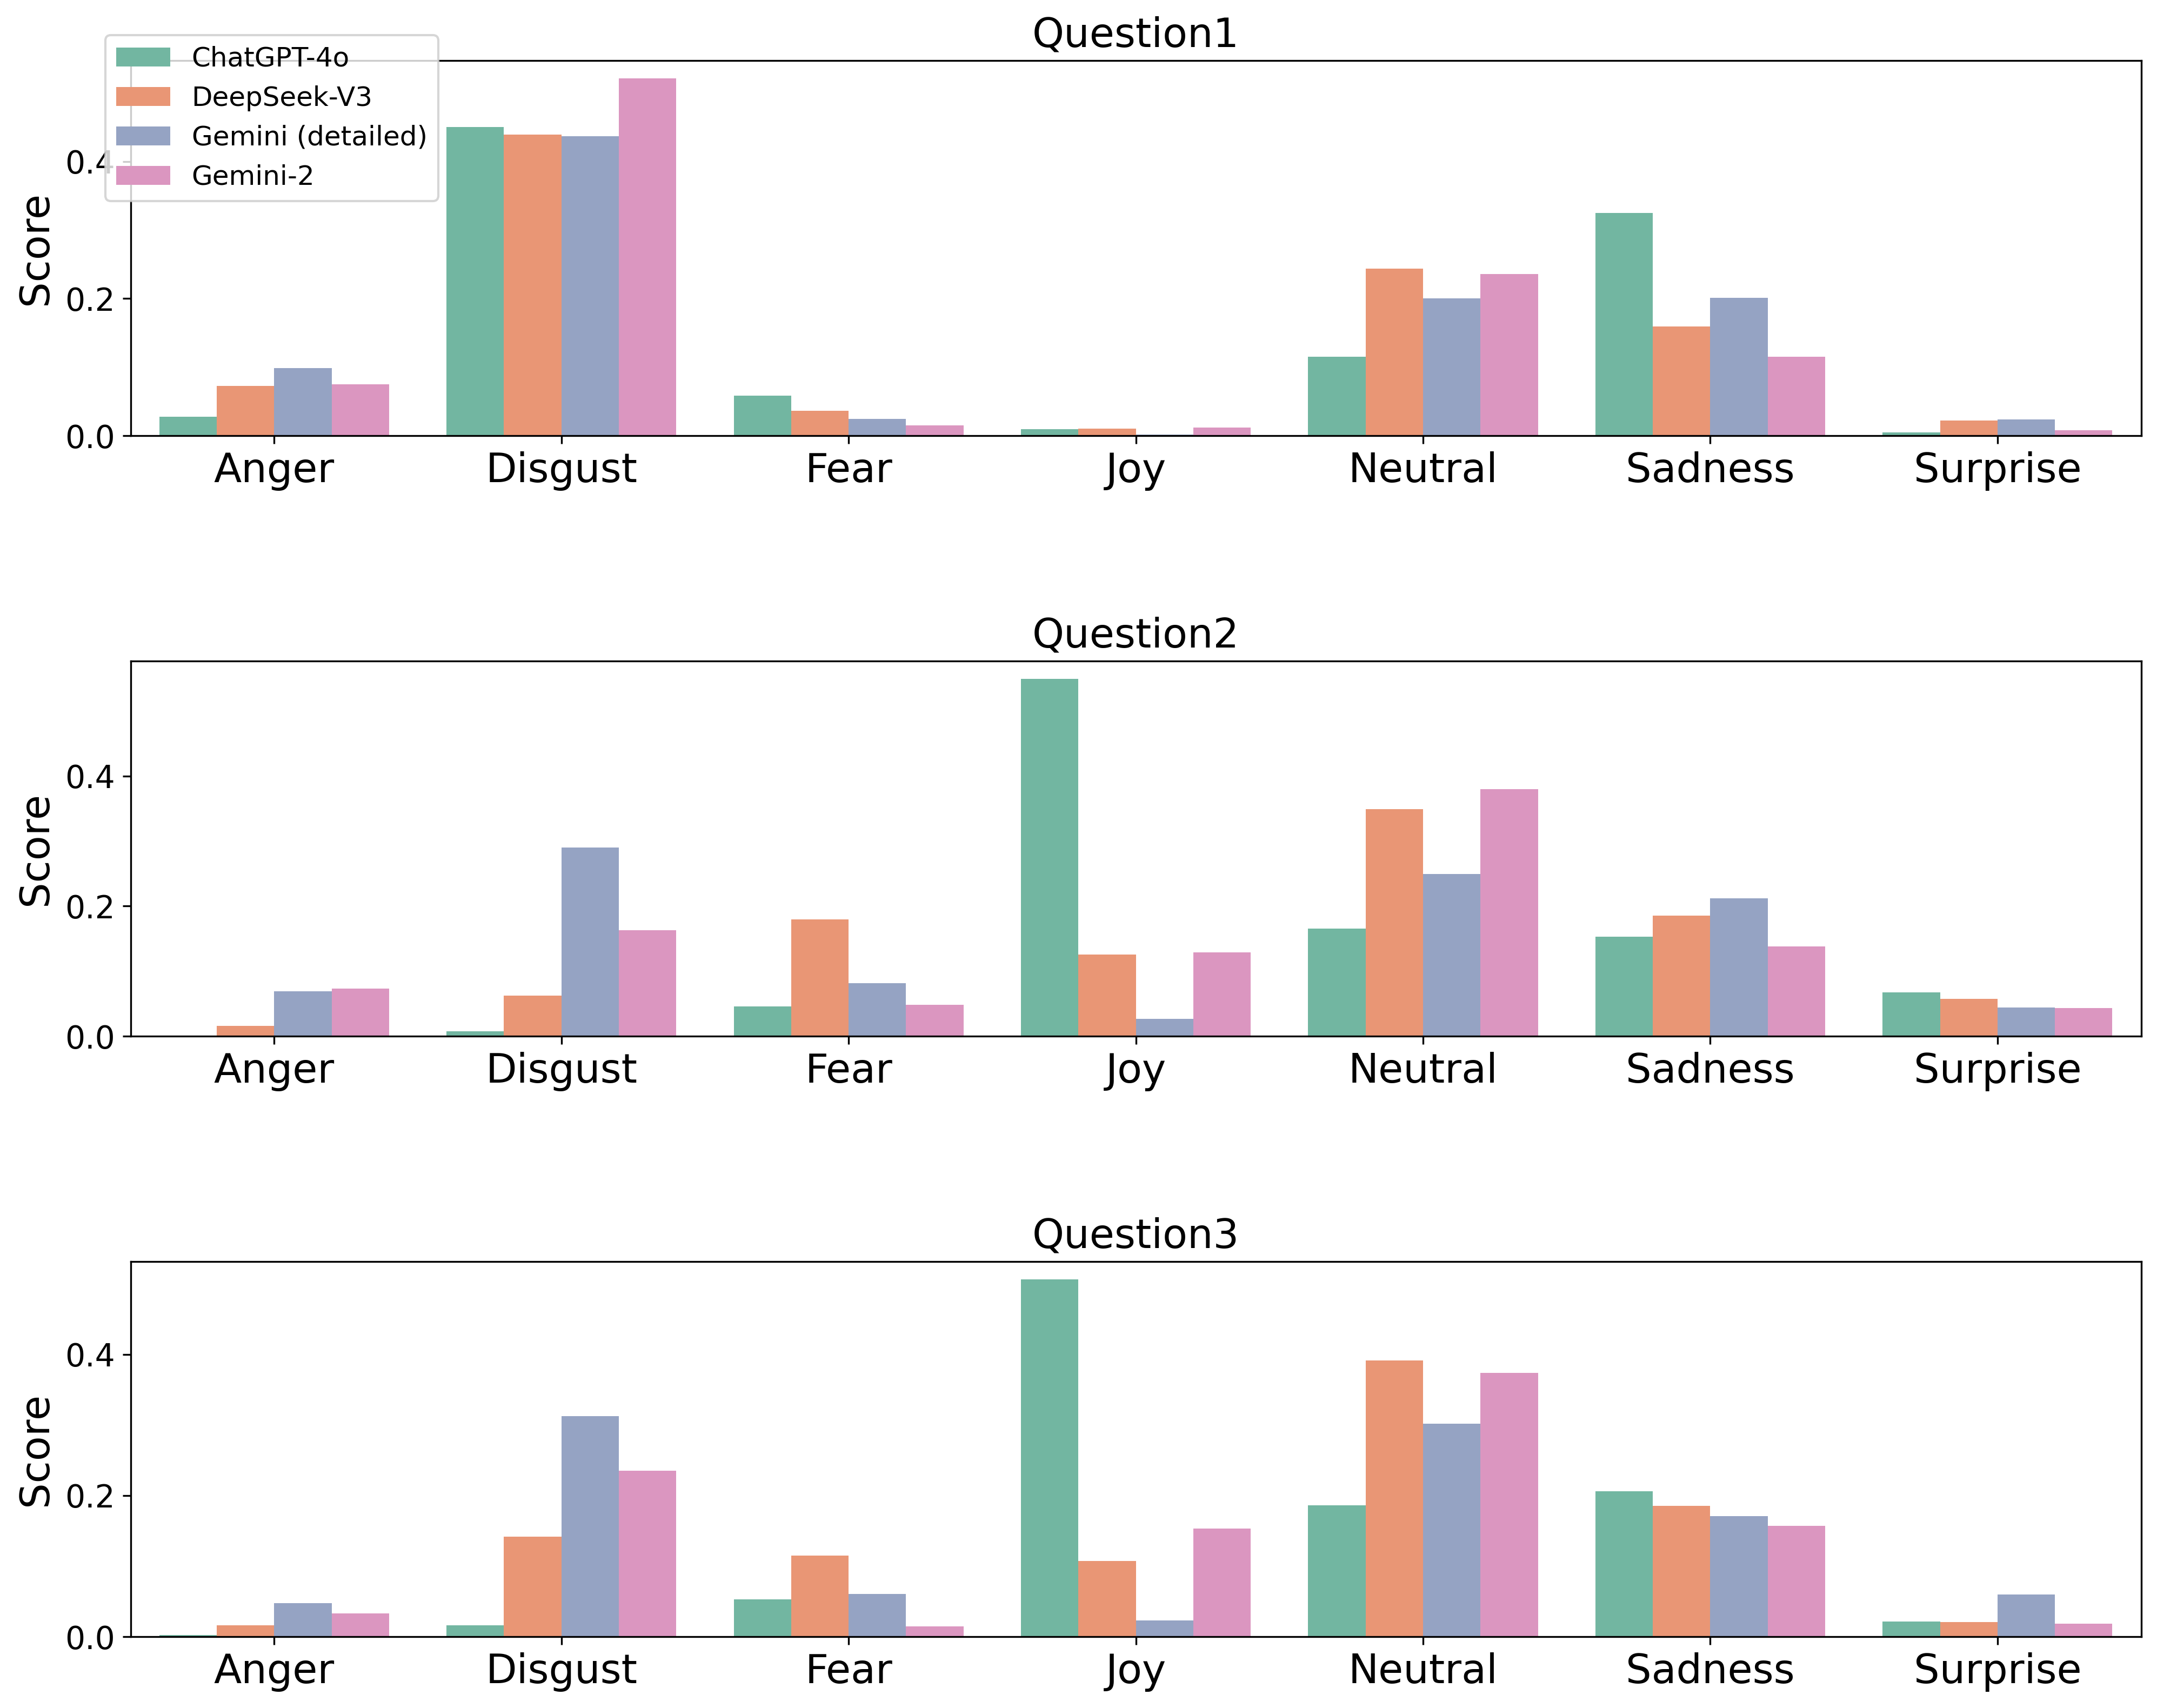 Question1
ChatGPT-4o
DeepSeek-V3
Gemini (detailed)
Gemini-2
Score
0.4
0.2
0.0
Anger Disgust Fear Joy Neutral Sadness Surprise
Question2
Score
0.4
0.2
0.0
Anger Disgust Fear Joy Neutral Sadness Surprise
Question3
Score
0.4
0.2
0.0
Anger Disgust Fear Joy Neutral Sadness Surprise